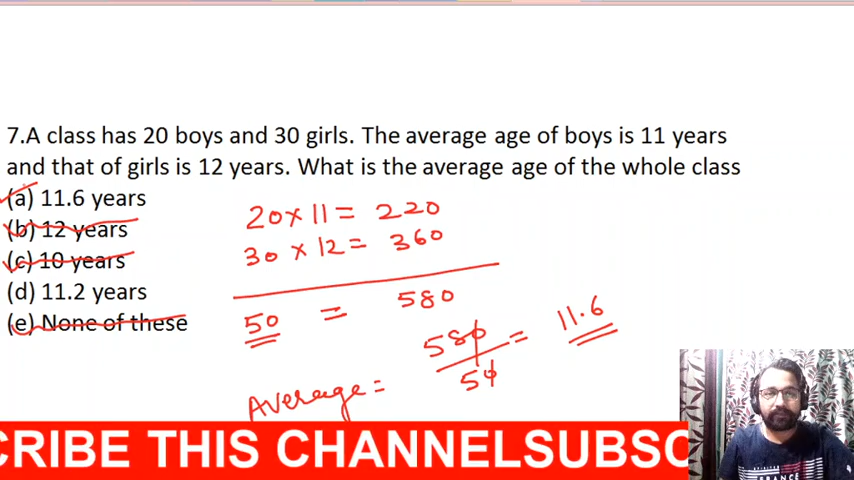 7.A class has 20 boys and 30 girls. The average age of boys is 11 years
and that of girls is 12 years. What is the average age of the whole class
(a) 11.6 years
(b) 12 years
(c) 10 years
(d) 11.2 years
(e) None of these
20 x 11 = 220
30 x 12 = 360
50 = 580
Average = 580/50 = 11.6
CRIBE THIS CHANNELSUBSC
FRANCE